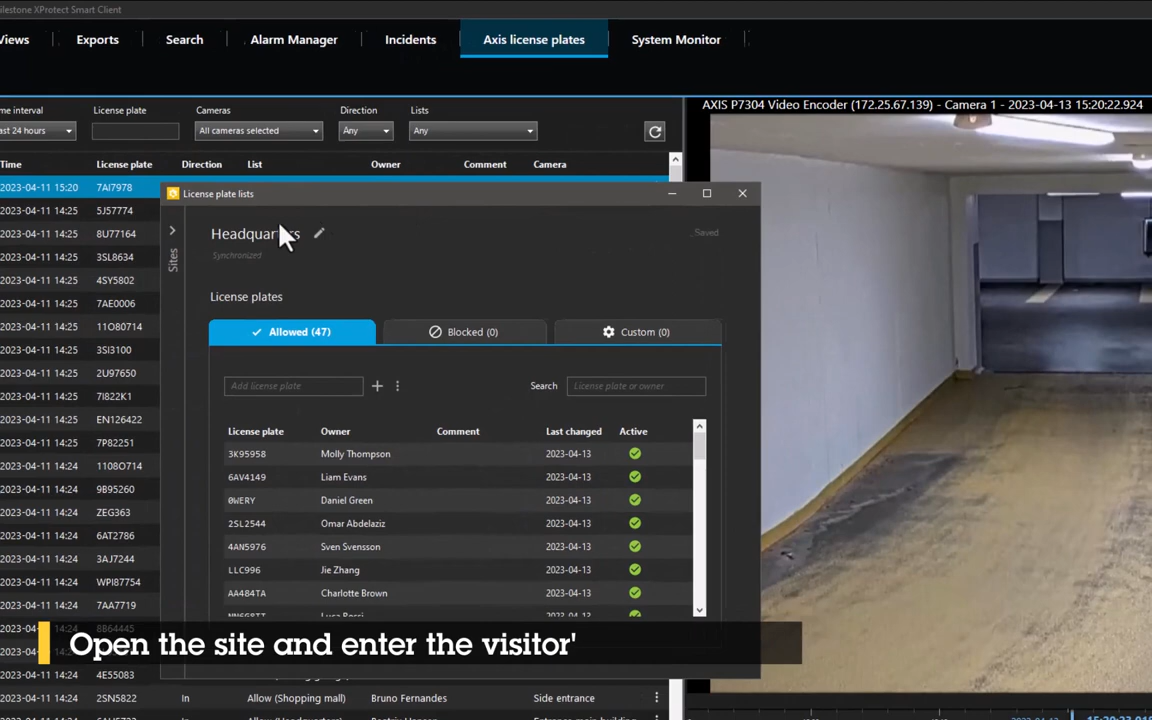 ilestone XProtect Smart Client
Views Exports Search Alarm Manager Incidents Axis license plates System Monitor
me interval License plate Cameras Direction Lists
ast 24 hours All cameras selected Any Any
Time License plate Direction List Owner Comment Camera
AXIS P7304 Video Encoder (172.25.67.139) - Camera 1 - 2023-04-13 15:20:22.924
2023-04-11 15:20 7AI7978
2023-04-11 14:25 5J57774
2023-04-11 14:25 8U77164
2023-04-11 14:25 3SL8634
2023-04-11 14:25 4SY5802
2023-04-11 14:25 7AE0006
2023-04-11 14:25 11O80714
2023-04-11 14:25 3SI3100
2023-04-11 14:25 2U97650
2023-04-11 14:25 7I822K1
2023-04-11 14:25 EN126422
2023-04-11 14:25 7P82251
2023-04-11 14:24 1108O714
2023-04-11 14:24 9B95260
2023-04-11 14:24 ZEG363
2023-04-11 14:24 6AT2786
2023-04-11 14:24 3AJ7244
2023-04-11 14:24 WPI87754
2023-04-11 14:24 7AA7719
License plate lists
Headquarters
Saved
Synchronized
Sites
License plates
Allowed (47) Blocked (0) Custom (0)
Add license plate Search License plate or owner
License plate Owner Comment Last changed Active
3K95958 Molly Thompson 2023-04-13
6AV4149 Liam Evans 2023-04-13
0WERY Daniel Green 2023-04-13
2SL2544 Omar Abdelaziz 2023-04-13
4AN5976 Sven Svensson 2023-04-13
LLC996 Jie Zhang 2023-04-13
AA484TA Charlotte Brown 2023-04-13
Open the site and enter the visitor'
4E55083
2023-04-11 14:24 2SN5822 In Allow (Shopping mall) Bruno Fernandes Side entrance